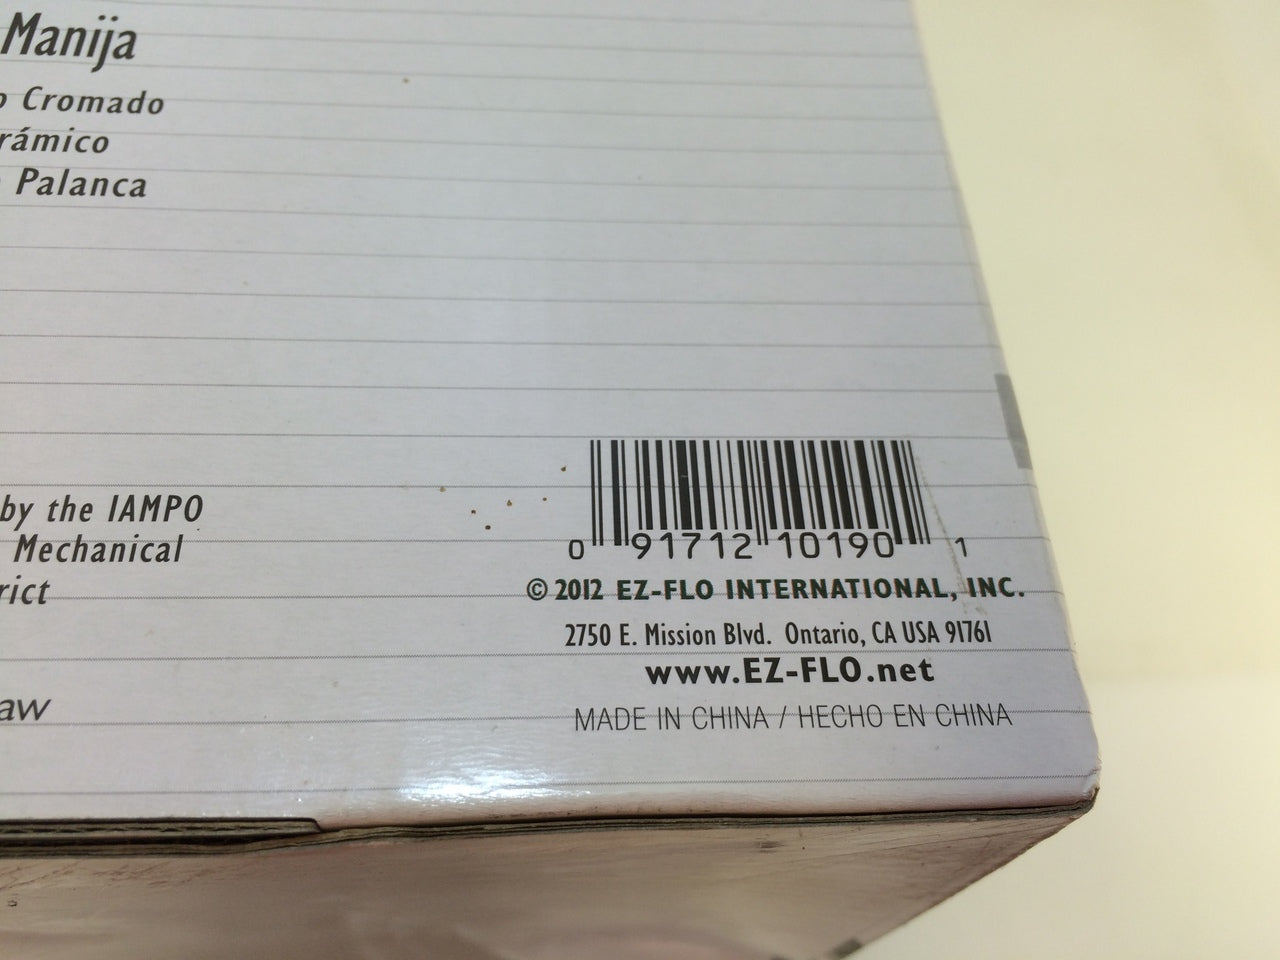 Manija
Cromado
rámico
Palanca
by the IAMPO
Mechanical
rict
aw
0 91712 10190 1
© 2012 EZ-FLO INTERNATIONAL, INC.
2750 E. Mission Blvd. Ontario, CA USA 91761
www.EZ-FLO.net
MADE IN CHINA / HECHO EN CHINA